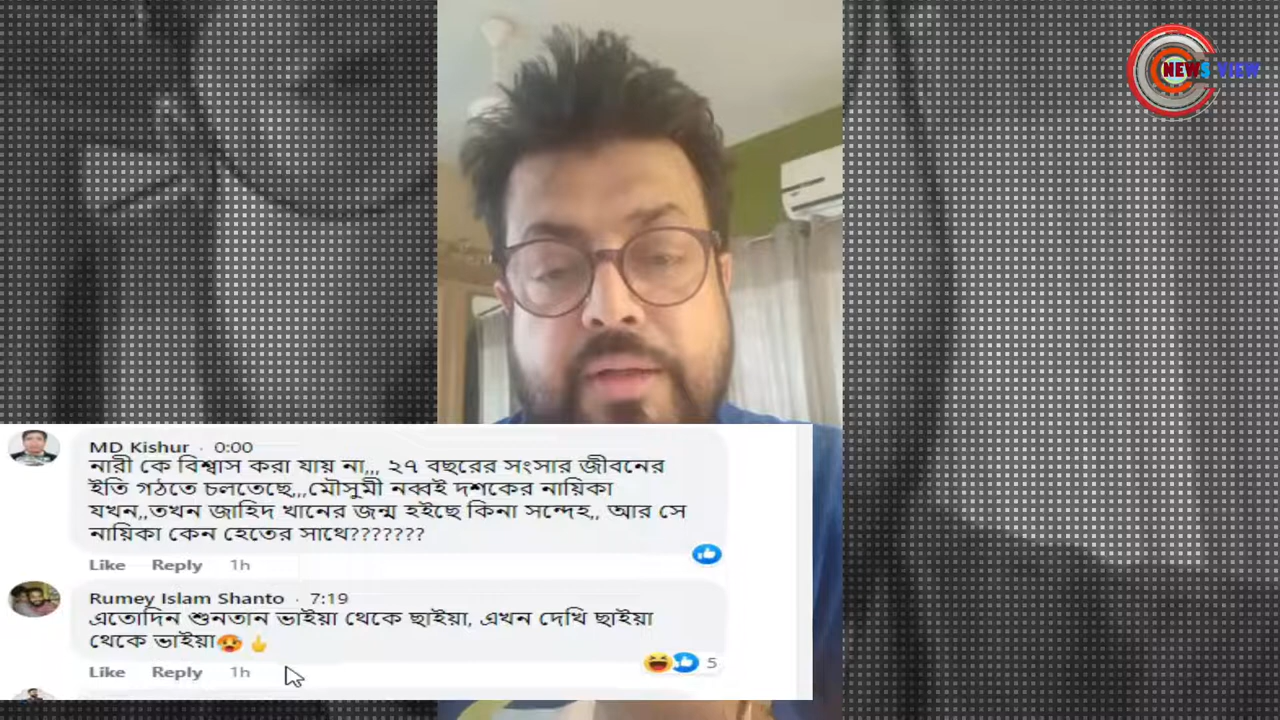 NEWS VIEW
MD Kishur · 0:00
নারী কে বিশ্বাস করা যায় না,,, ২৭ বছরের সংসার জীবনের
ইতি গঠতে চলতেছে,,,মৌসুমী নব্বই দশকের নায়িকা
যখন,,তখন জাহিদ খানের জন্ম হইছে কিনা সন্দেহ,, আর সে
নায়িকা কেন হেতের সাথে???????
Like Reply 1h
Rumey Islam Shanto · 7:19
এতোদিন শুনতান ভাইয়া থেকে ছাইয়া, এখন দেখি ছাইয়া
থেকে ভাইয়া🥵👍
5
Like Reply 1h